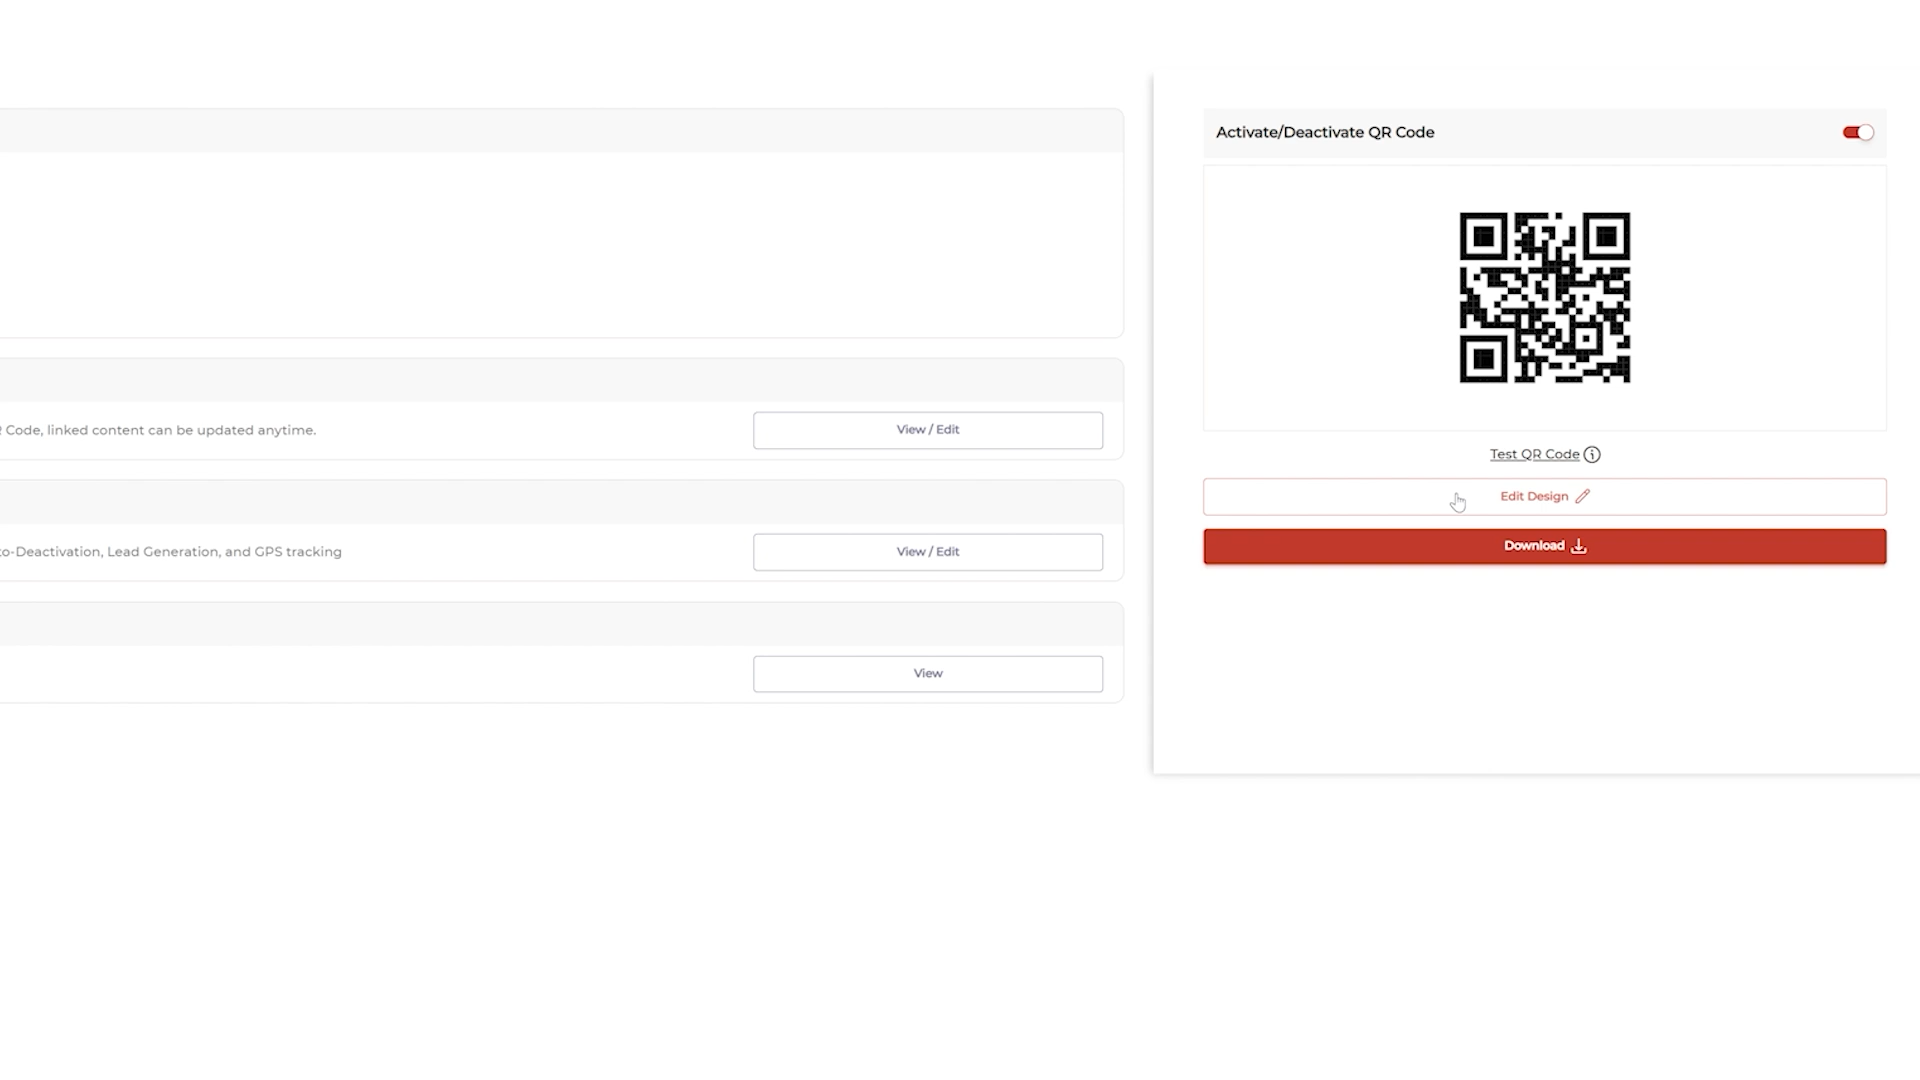 Activate/Deactivate QR Code
Code, linked content can be updated anytime.
View / Edit
Test QR Code
Edit Design
Download
to-Deactivation, Lead Generation, and GPS tracking
View / Edit
View